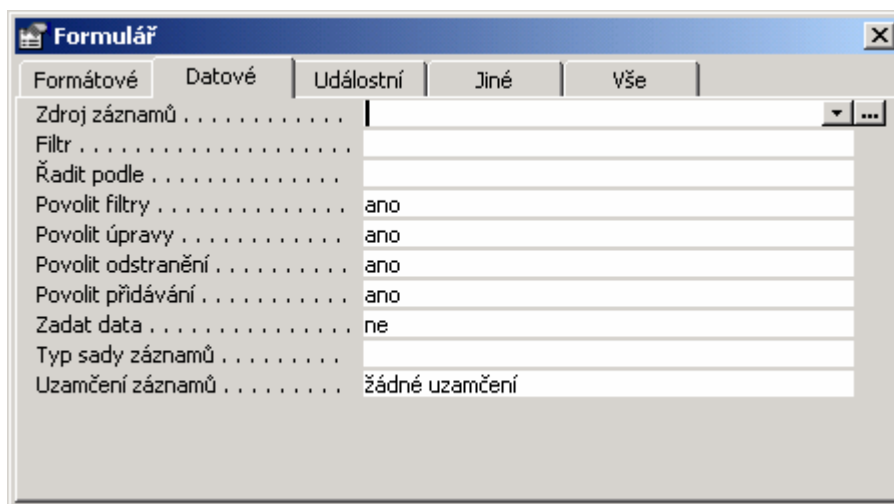 Formulář
Formátové Datové Událostní Jiné Vše
Zdroj záznamů . . . . . . . . . . . .
Filtr . . . . . . . . . . . . . . . . . . . .
Řadit podle . . . . . . . . . . . . . .
Povolit filtry . . . . . . . . . . . . . . ano
Povolit úpravy . . . . . . . . . . . . ano
Povolit odstranění . . . . . . . . . . ano
Povolit přidávání . . . . . . . . . . . ano
Zadat data . . . . . . . . . . . . . . . ne
Typ sady záznamů . . . . . . . . .
Uzamčení záznamů . . . . . . . . . žádné uzamčení